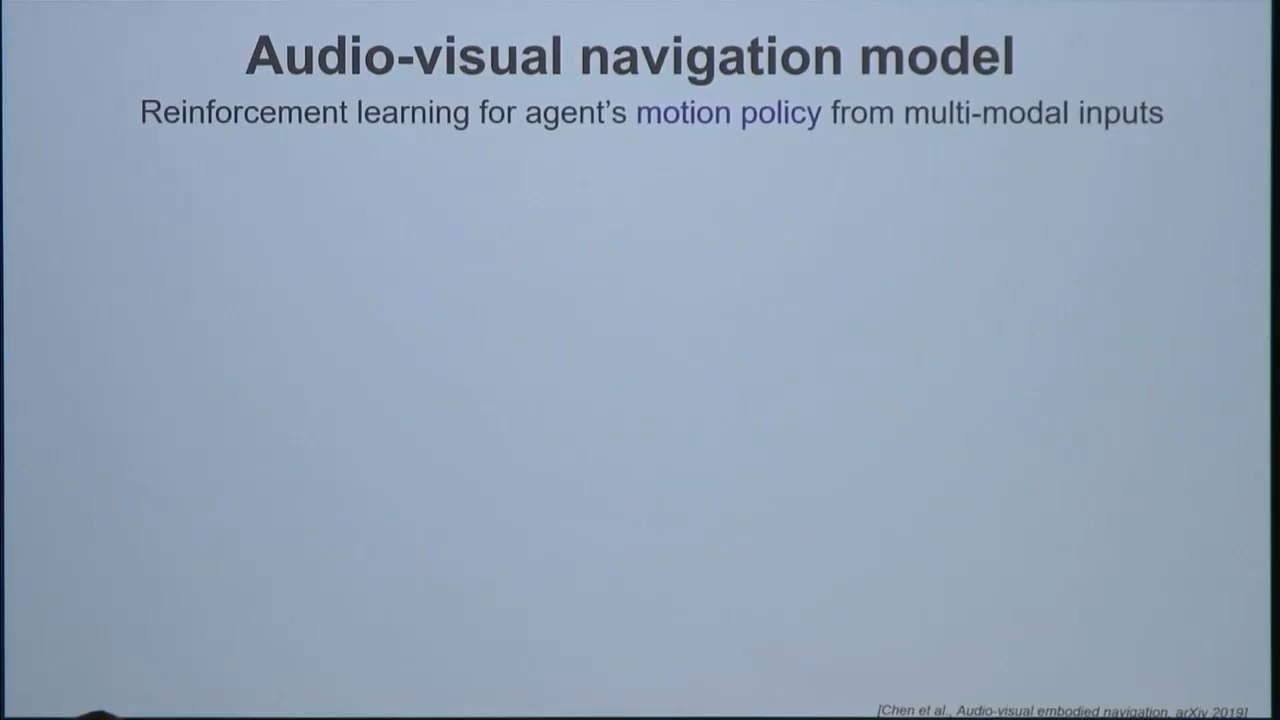 Audio-visual navigation model
Reinforcement learning for agent's motion policy from multi-modal inputs
[Chen et al., Audio-visual embodied navigation, arXiv 2019]